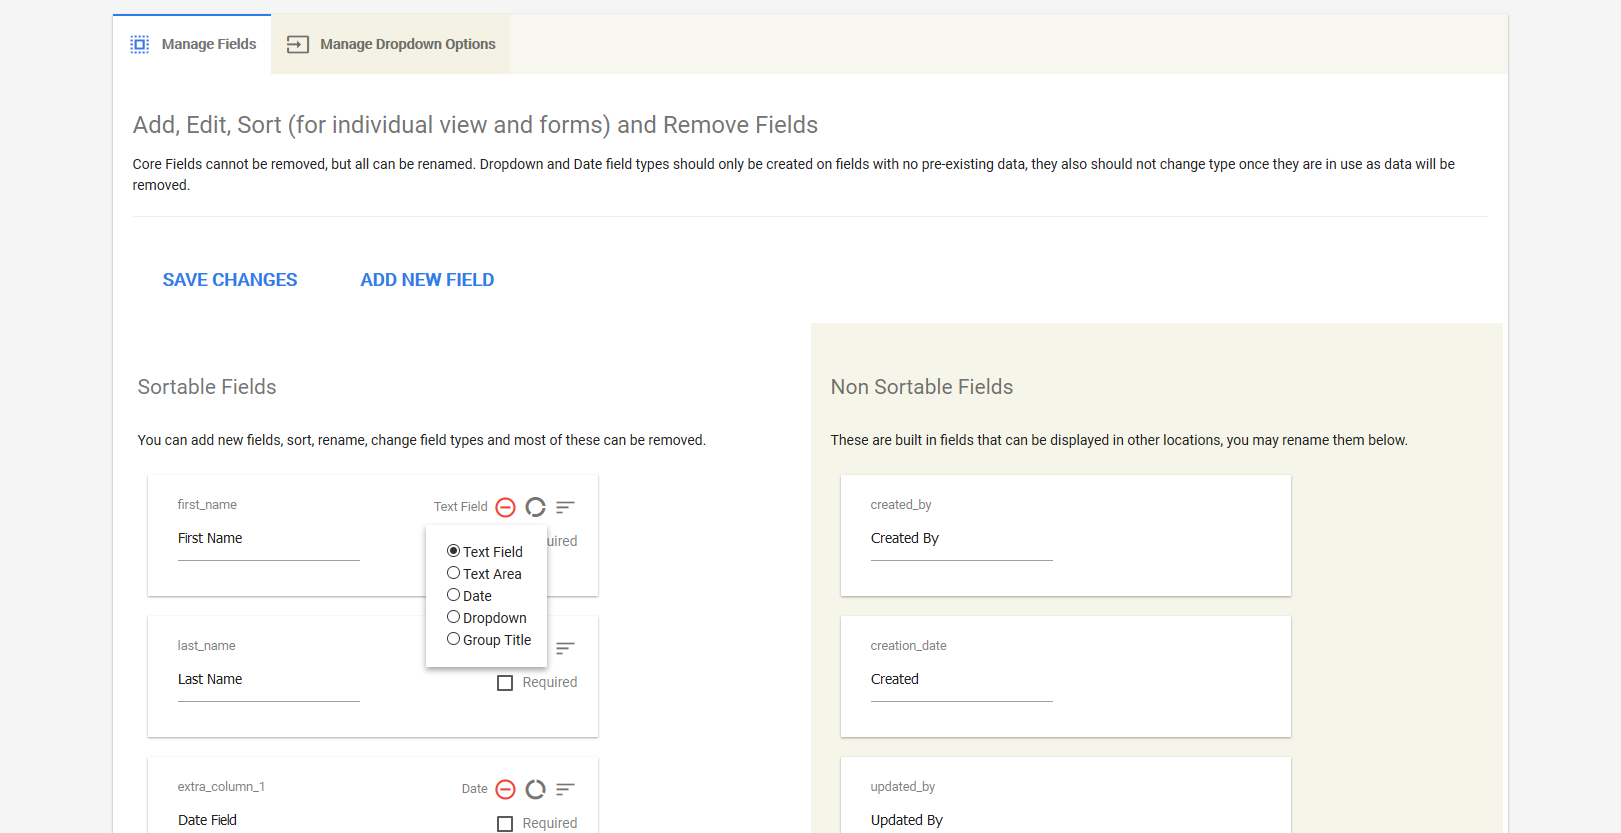 Manage Fields
Manage Dropdown Options
Add, Edit, Sort (for individual view and forms) and Remove Fields
Core Fields cannot be removed, but all can be renamed. Dropdown and Date field types should only be created on fields with no pre-existing data, they also should not change type once they are in use as data will be
removed.
SAVE CHANGES
ADD NEW FIELD
Sortable Fields
You can add new fields, sort, rename, change field types and most of these can be removed.
first_name
Text Field
First Name
uired
Text Field
Text Area
Date
Dropdown
Group Title
last_name
Last Name
Required
extra_column_1
Date
Date Field
Required
Non Sortable Fields
These are built in fields that can be displayed in other locations, you may rename them below.
created_by
Created By
creation_date
Created
updated_by
Updated By